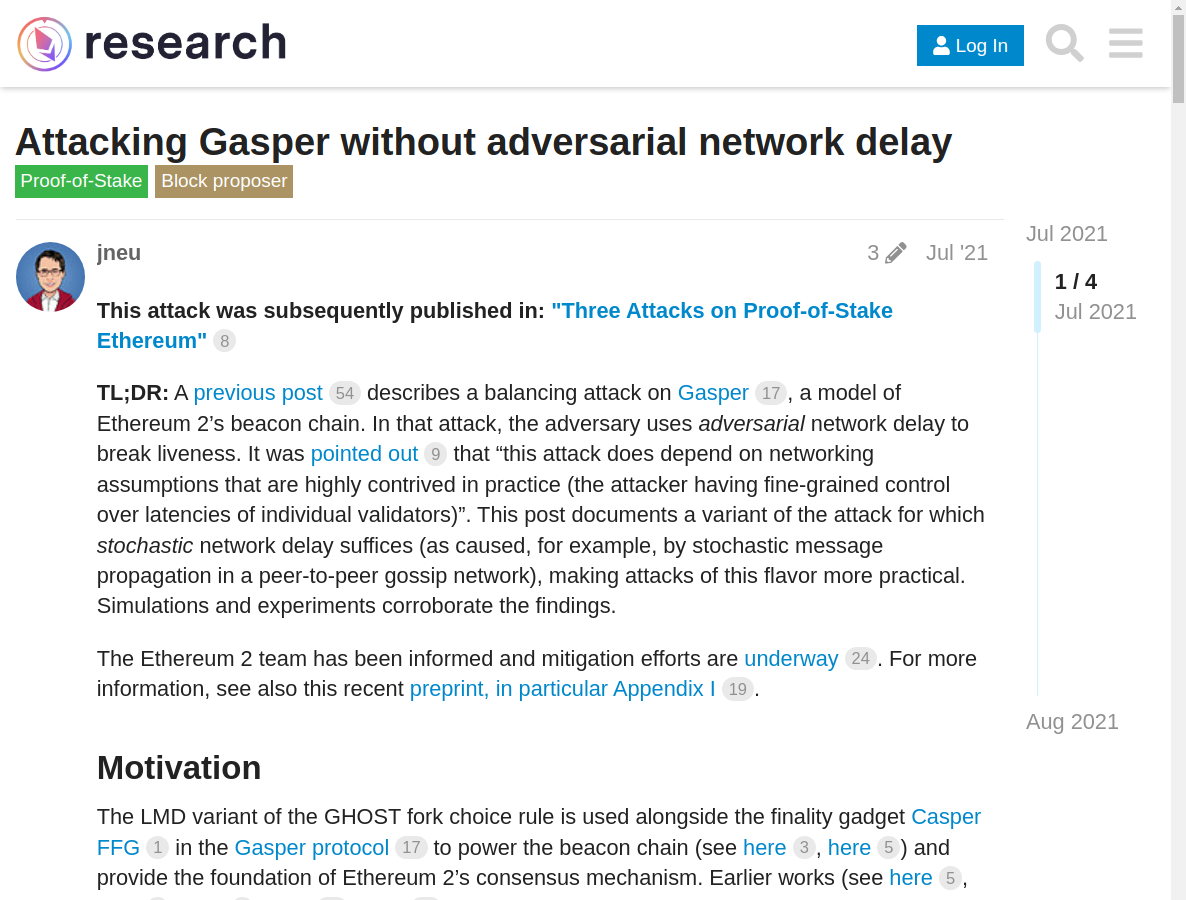 research
Log In
Attacking Gasper without adversarial network delay
Proof-of-Stake Block proposer
Jul 2021
jneu 3 Jul '21
1 / 4
Jul 2021
This attack was subsequently published in: "Three Attacks on Proof-of-Stake
Ethereum" 8
TL;DR: A previous post 54 describes a balancing attack on Gasper 17, a model of
Ethereum 2’s beacon chain. In that attack, the adversary uses adversarial network delay to
break liveness. It was pointed out 9 that “this attack does depend on networking
assumptions that are highly contrived in practice (the attacker having fine-grained control
over latencies of individual validators)”. This post documents a variant of the attack for which
stochastic network delay suffices (as caused, for example, by stochastic message
propagation in a peer-to-peer gossip network), making attacks of this flavor more practical.
Simulations and experiments corroborate the findings.
The Ethereum 2 team has been informed and mitigation efforts are underway 24. For more
information, see also this recent preprint, in particular Appendix I 19.
Aug 2021
Motivation
The LMD variant of the GHOST fork choice rule is used alongside the finality gadget Casper
FFG 1 in the Gasper protocol 17 to power the beacon chain (see here 3, here 5) and
provide the foundation of Ethereum 2’s consensus mechanism. Earlier works (see here 5,